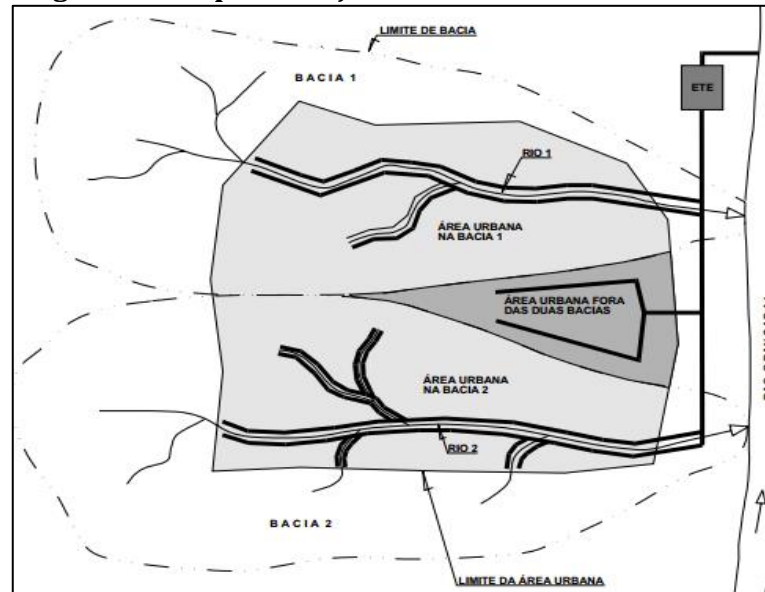 LIMITE DE BACIA
BACIA 1
ETE
RIO 1
ÁREA URBANA
NA BACIA 1
ÁREA URBANA FORA
DAS DUAS BACIAS
ÁREA URBANA
NA BACIA 2
RIO 2
BACIA 2
LIMITE DA ÁREA URBANA